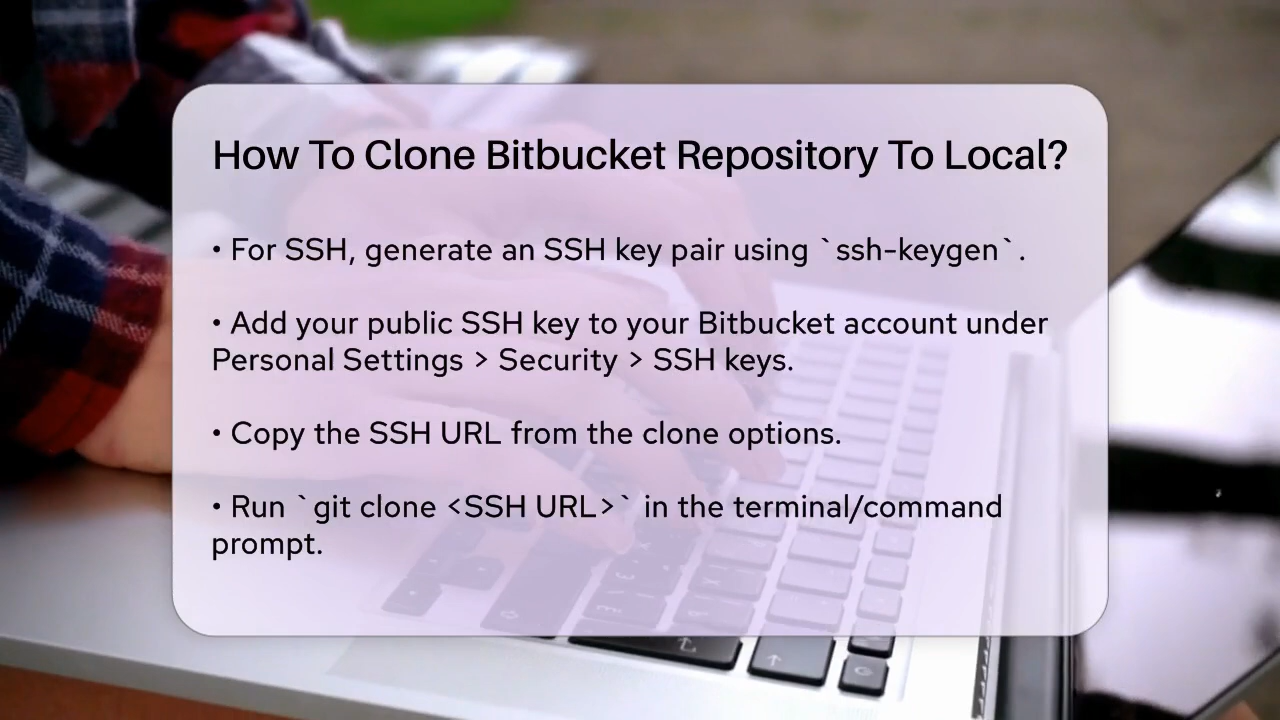 How To Clone Bitbucket Repository To Local?
• For SSH, generate an SSH key pair using `ssh-keygen`.
• Add your public SSH key to your Bitbucket account under
Personal Settings > Security > SSH keys.
• Copy the SSH URL from the clone options.
• Run `git clone <SSH URL>` in the terminal/command
prompt.